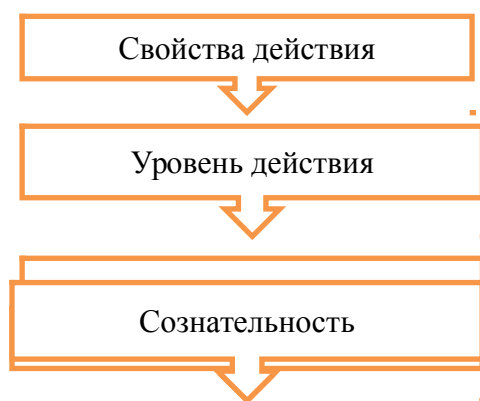 Свойства действия
Уровень действия
Сознательность